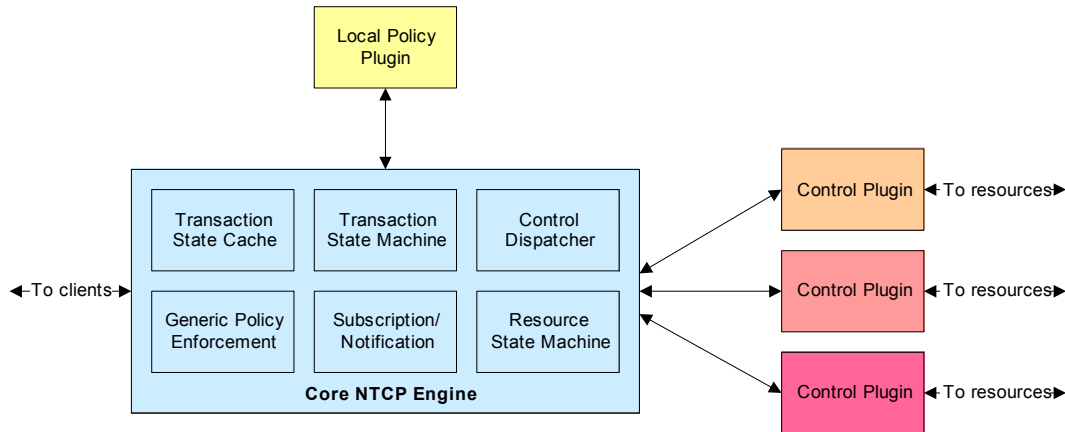 Local Policy
Plugin
Transaction
State Cache
Transaction
State Machine
Control
Dispatcher
Control Plugin
To resources
To clients
Generic Policy
Enforcement
Subscription/
Notification
Resource
State Machine
Control Plugin
To resources
Core NTCP Engine
Control Plugin
To resources